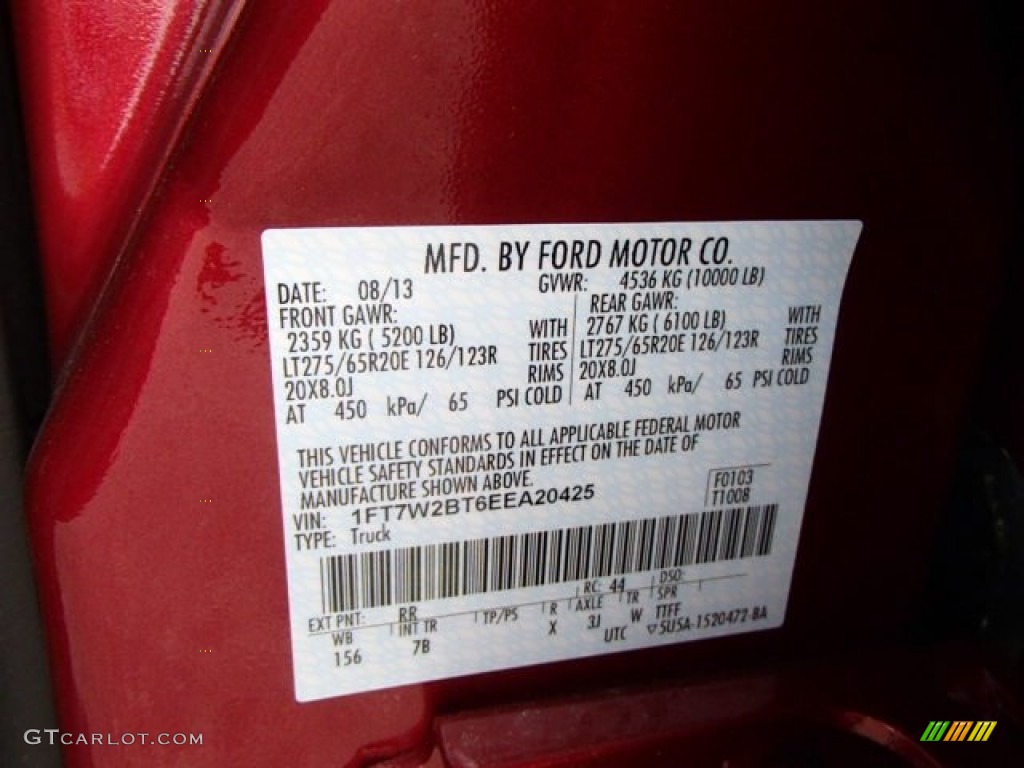 MFD. BY FORD MOTOR CO.
DATE: 08/13 GVWR: 4536 KG (10000 LB)
FRONT GAWR: REAR GAWR:
2359 KG ( 5200 LB) WITH 2767 KG ( 6100 LB) WITH
LT275/65R20E 126/123R TIRES LT275/65R20E 126/123R TIRES
20X8.0J RIMS 20X8.0J RIMS
AT 450 kPa/ 65 PSI COLD AT 450 kPa/ 65 PSI COLD
THIS VEHICLE CONFORMS TO ALL APPLICABLE FEDERAL MOTOR
VEHICLE SAFETY STANDARDS IN EFFECT ON THE DATE OF
MANUFACTURE SHOWN ABOVE.
VIN: 1FT7W2BT6EEA20425
F0103
TYPE: Truck
T1008
EXT PNT: RR RC: 44 DSO:
WB INT TR TP/PS R AXLE TR SPR
156 7B X 3J W TTFF
UTC ▽5U5A-1520472-BA
GTCARLOT.COM